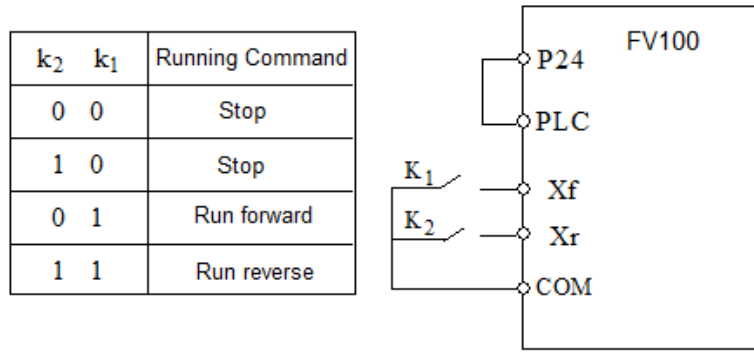 k2 k1 Running Command
0 0 Stop
1 0 Stop
0 1 Run forward
1 1 Run reverse
FV100
P24
PLC
K1 Xf
K2 Xr
COM